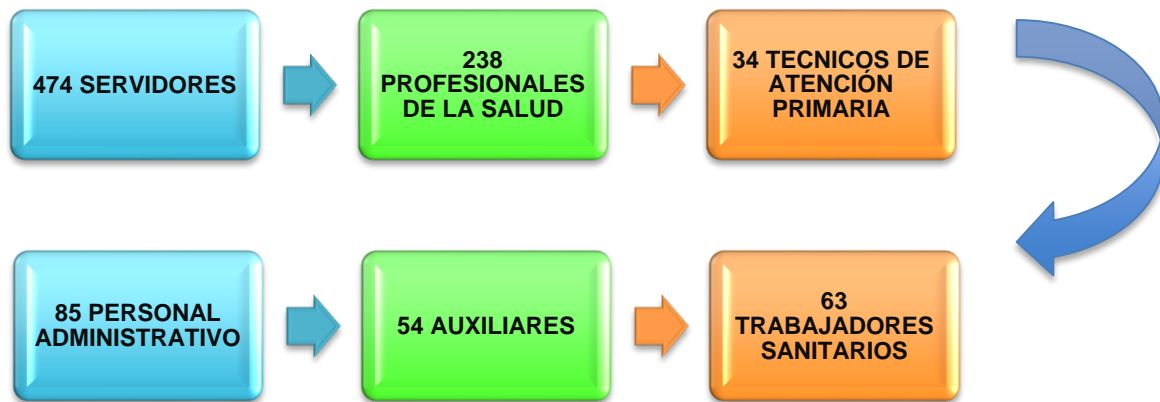 474 SERVIDORES
238
PROFESIONALES
DE LA SALUD
34 TECNICOS DE
ATENCIÓN
PRIMARIA
85 PERSONAL
ADMINISTRATIVO
54 AUXILIARES
63
TRABAJADORES
SANITARIOS